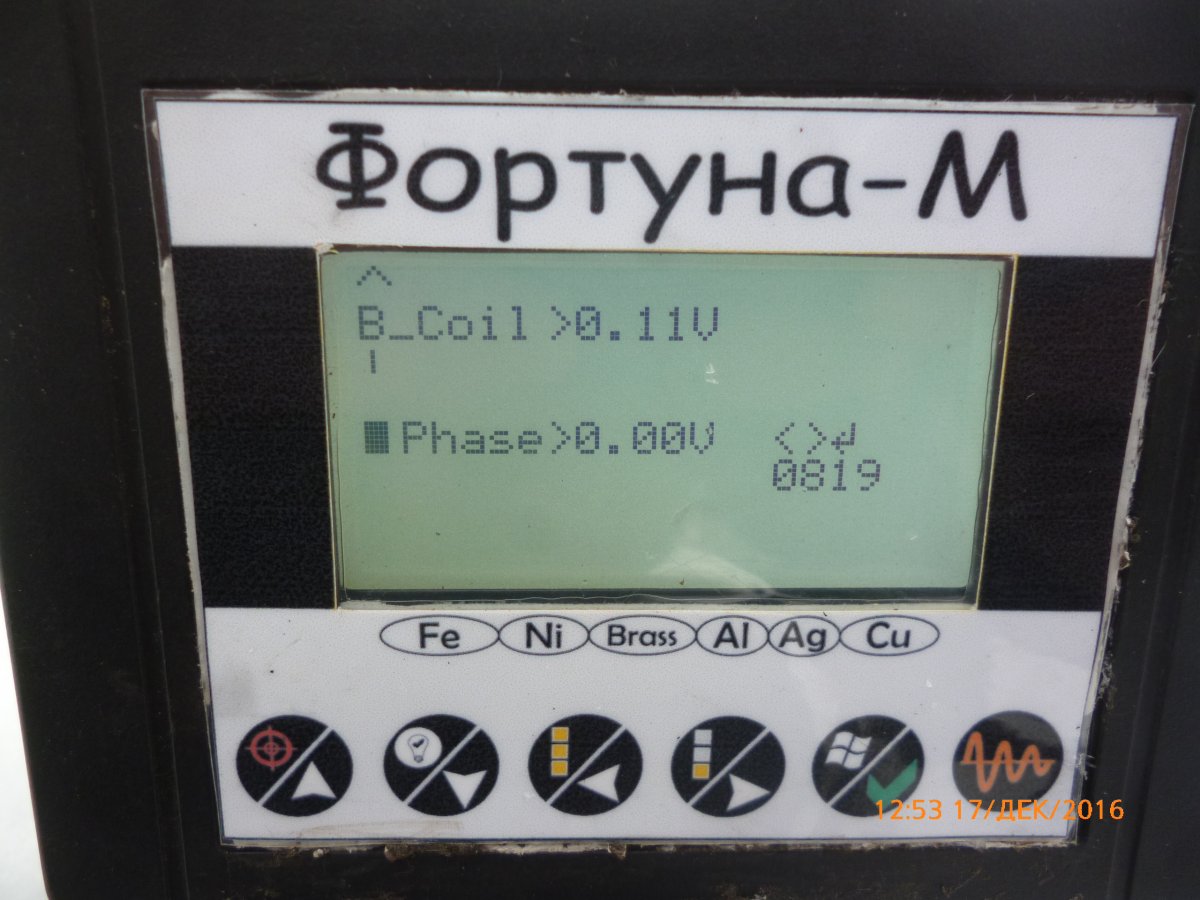 Фортуна-М
^
B_Coil >0.11V
Phase>0.00V <>↲
0819
Fe Ni Brass Al Ag Cu
12:53 17/ДЕК/2016